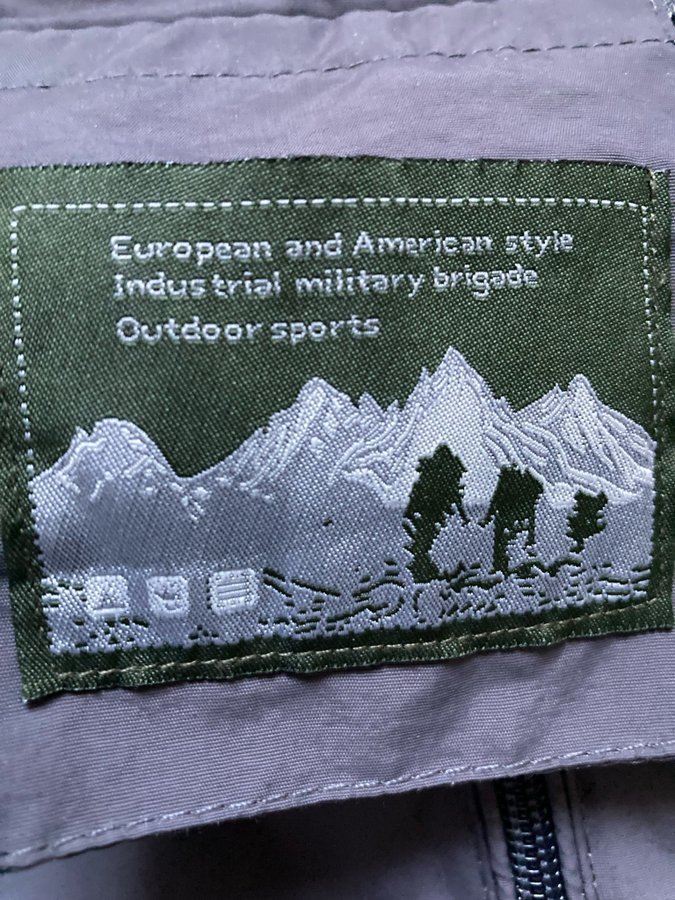 European and American style
Industrial military brigade
Outdoor sports